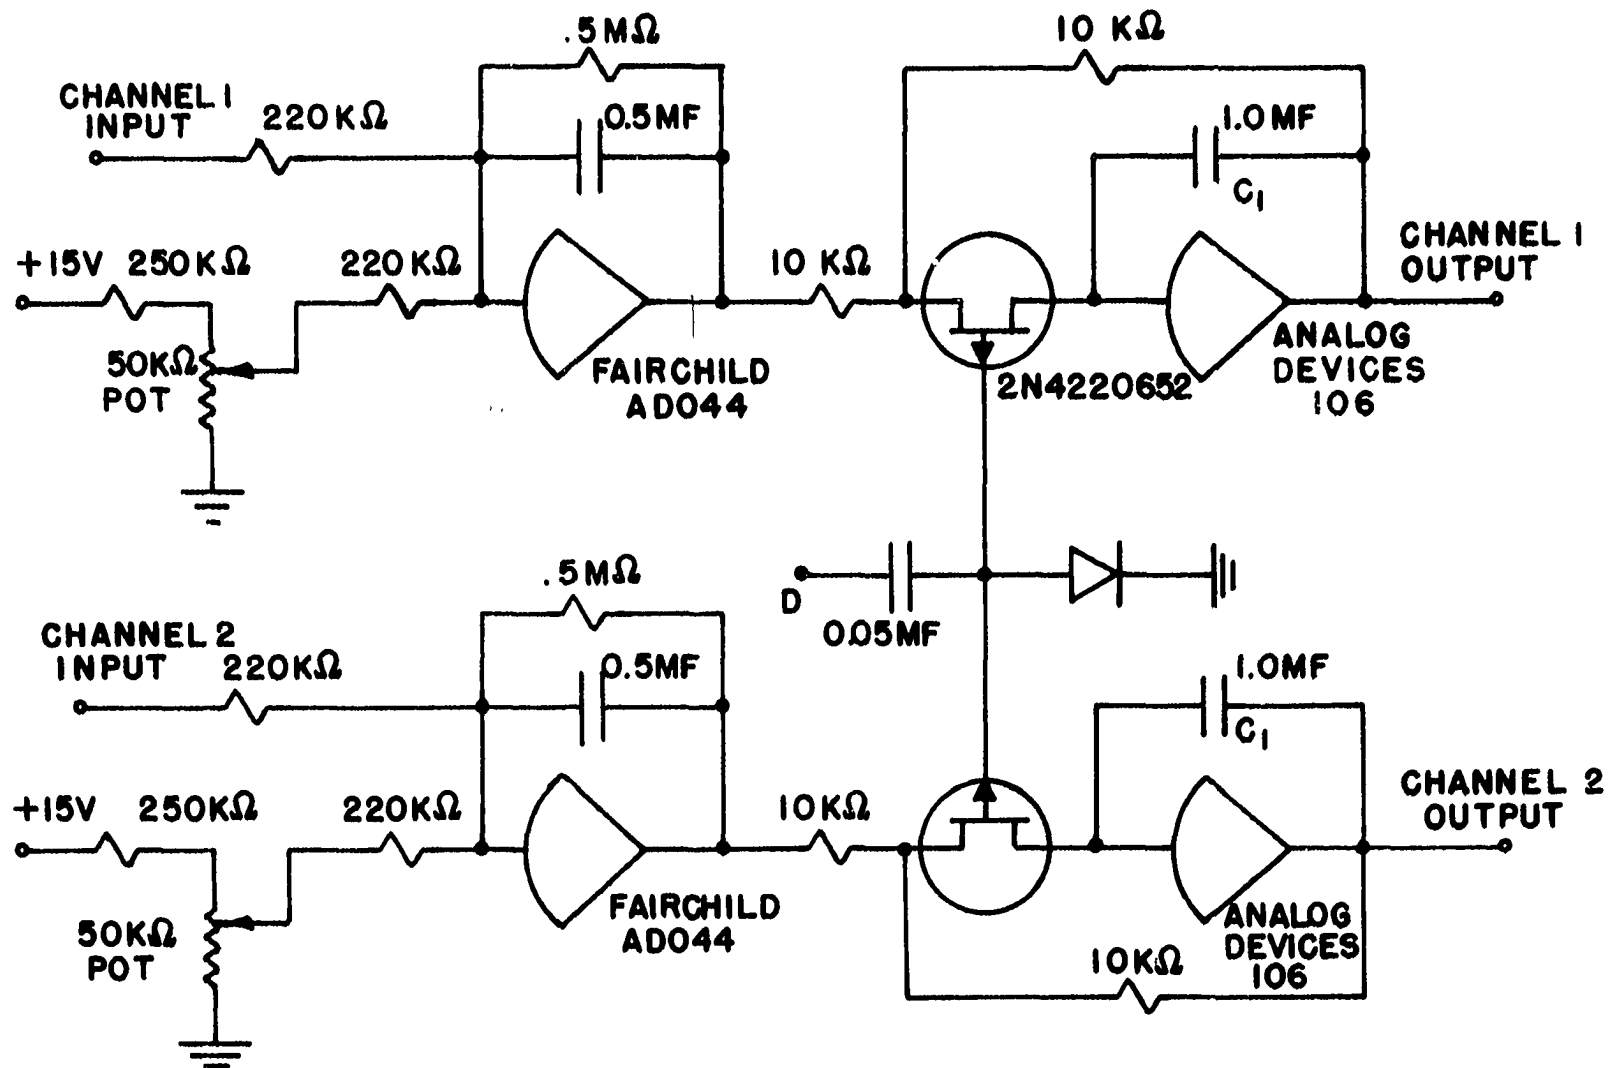 .5MΩ
10 KΩ
CHANNEL 1
INPUT
220KΩ
0.5MF
1.0MF
C1
+15V
250KΩ
220KΩ
10 KΩ
CHANNEL 1
OUTPUT
50KΩ
POT
FAIRCHILD
ADO44
2N4220652
ANALOG
DEVICES
106
.5MΩ
D
0.05MF
CHANNEL 2
INPUT
220KΩ
0.5MF
1.0MF
C1
+15V
250KΩ
220KΩ
10KΩ
CHANNEL 2
OUTPUT
50KΩ
POT
FAIRCHILD
ADO44
ANALOG
DEVICES
106
10KΩ